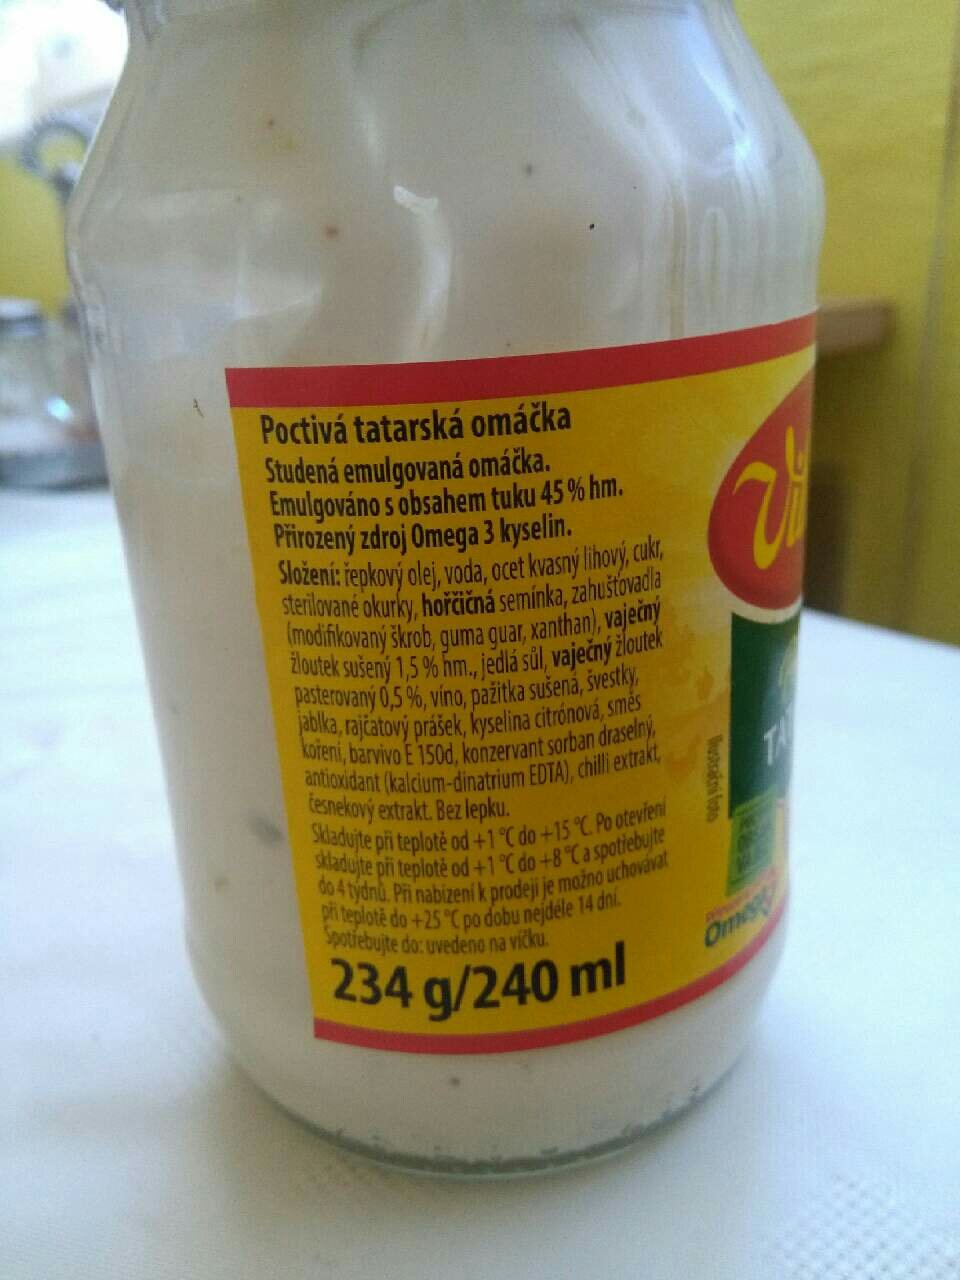 Poctivá tatarská omáčka
Studená emulgovaná omáčka.
Emulgováno s obsahem tuku 45 % hm.
Přirozený zdroj Omega 3 kyselin.
Složení: řepkový olej, voda, ocet kvasný lihový, cukr,
sterilované okurky, hořčičná semínka, zahušťovadla
(modifikovaný škrob, guma guar, xanthan), vaječný
žloutek sušený 1,5 % hm., jedlá sůl, vaječný žloutek
pasterovaný 0,5 %, víno, pažitka sušená, švestky,
jablka, rajčatový prášek, kyselina citrónová, směs
koření, barvivo E 150d, konzervant sorban draselný,
antioxidant (kalcium-dinatrium EDTA), chilli extrakt,
česnekový extrakt. Bez lepku.
Skladujte při teplotě od +1 °C do +15 °C. Po otevření
skladujte při teplotě od +1 °C do +8 °C a spotřebujte
do 4 týdnů. Při nabízení k prodeji je možno uchovávat
při teplotě do +25 °C po dobu nejdéle 14 dní.
Spotřebujte do: uvedeno na víčku.
234 g/240 ml
Ilustrační foto
Omega 3